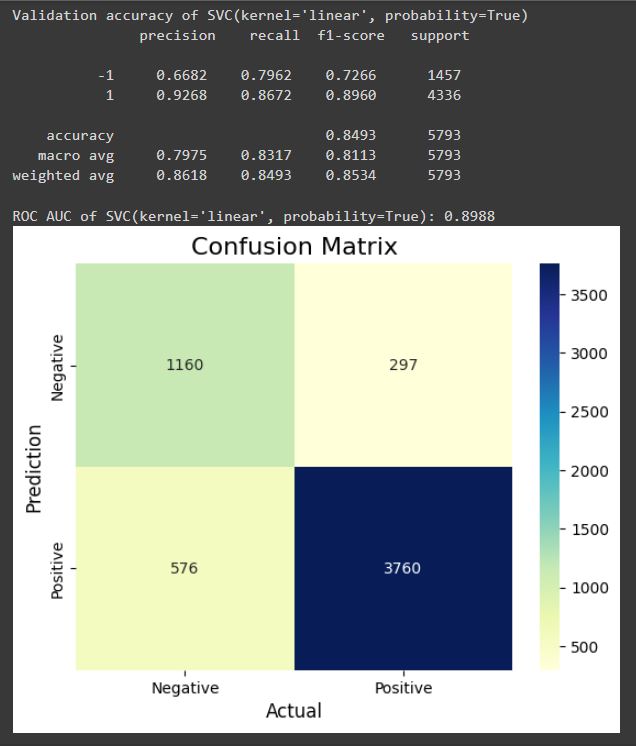 Validation accuracy of SVC(kernel='linear', probability=True)
precision recall f1-score support
-1 0.6682 0.7962 0.7266 1457
1 0.9268 0.8672 0.8960 4336
accuracy 0.8493 5793
macro avg 0.7975 0.8317 0.8113 5793
weighted avg 0.8618 0.8493 0.8534 5793
ROC AUC of SVC(kernel='linear', probability=True): 0.8988
Confusion Matrix
Prediction
Negative
Positive
1160 297
576 3760
Negative Positive
Actual
3500
3000
2500
2000
1500
1000
500